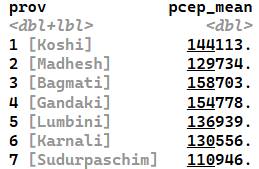 prov pcep_mean
<dbl+lbl> <dbl>
1 [Koshi] 144113.
2 [Madhesh] 129734.
3 [Bagmati] 158703.
4 [Gandaki] 154778.
5 [Lumbini] 136939.
6 [Karnali] 130556.
7 [Sudurpaschim] 110946.